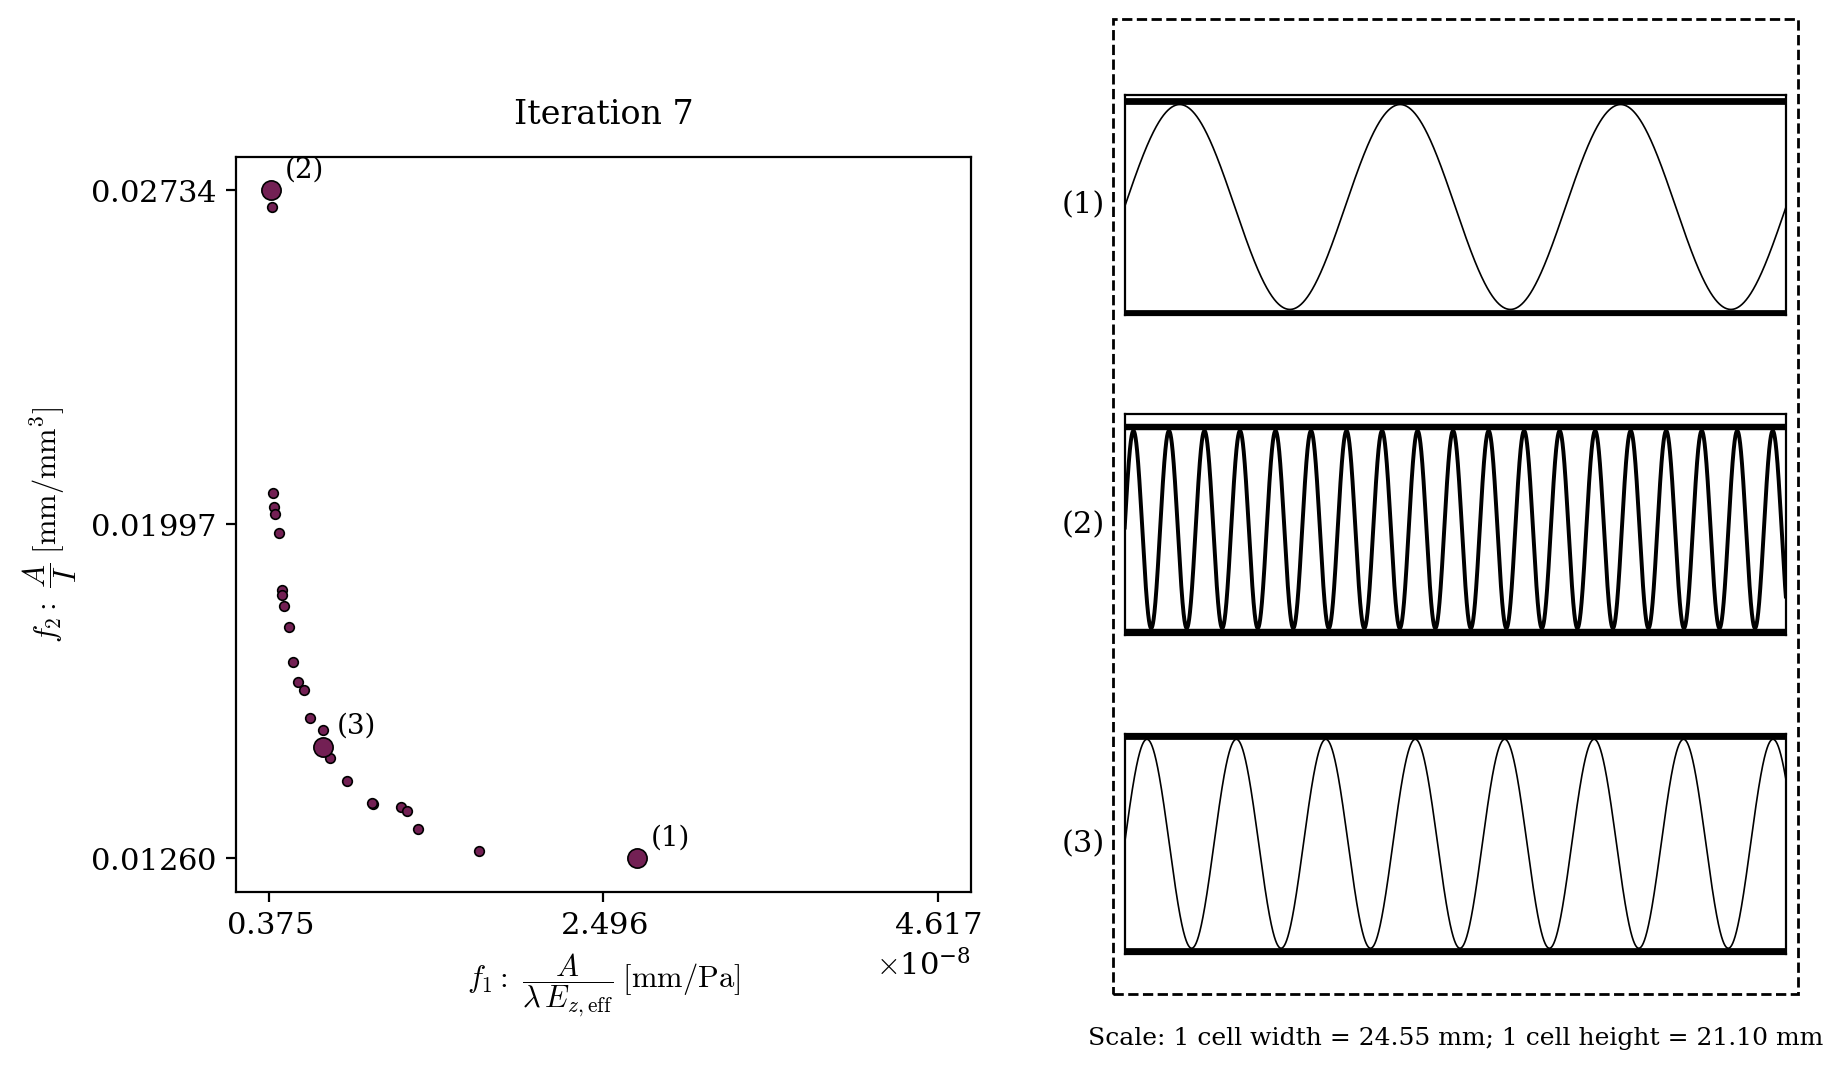 Iteration 7
(2)
0.02734
0.01997
0.01260
f₂: A/I [mm/mm³]
(3)
(1)
0.375 2.496 4.617
×10⁻⁸
f₁: A/(λ E_z, eff) [mm/Pa]
(1)
(2)
(3)
Scale: 1 cell width = 24.55 mm; 1 cell height = 21.10 mm